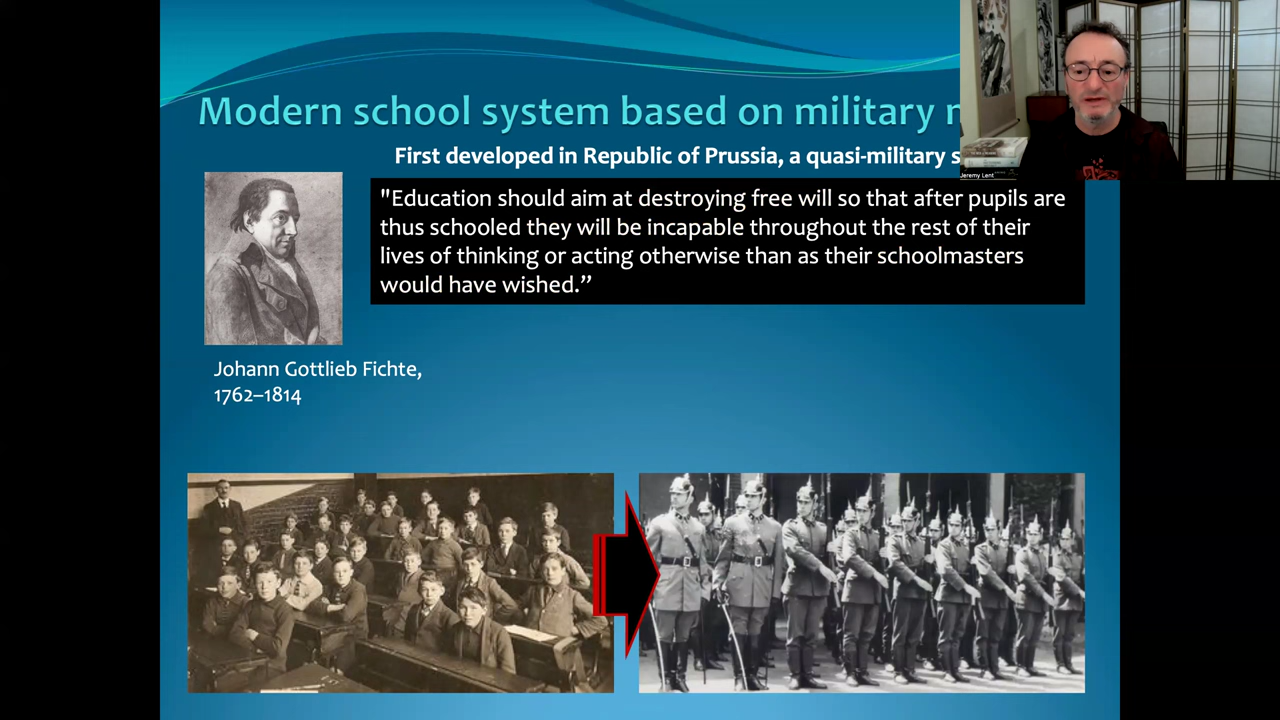 Modern school system based on military
First developed in Republic of Prussia, a quasi-military
"Education should aim at destroying free will so that after pupils are
thus schooled they will be incapable throughout the rest of their
lives of thinking or acting otherwise than as their schoolmasters
would have wished.”
Johann Gottlieb Fichte,
1762–1814
Jeremy Lent